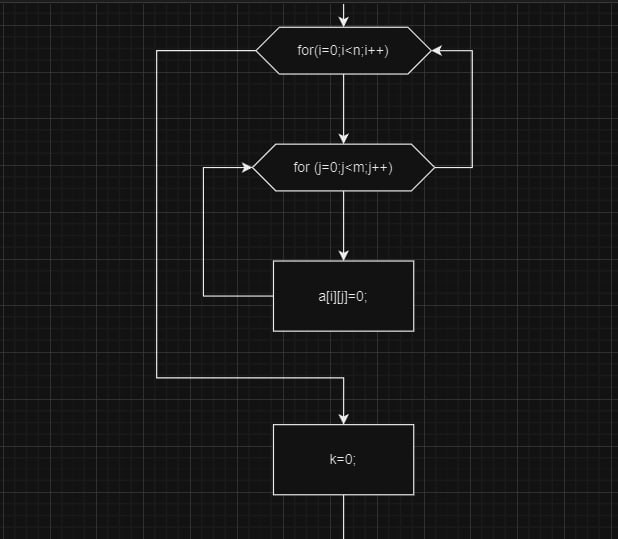 for(i=0;i<n;i++)
for (j=0;j<m;j++)
a[i][j]=0;
k=0;